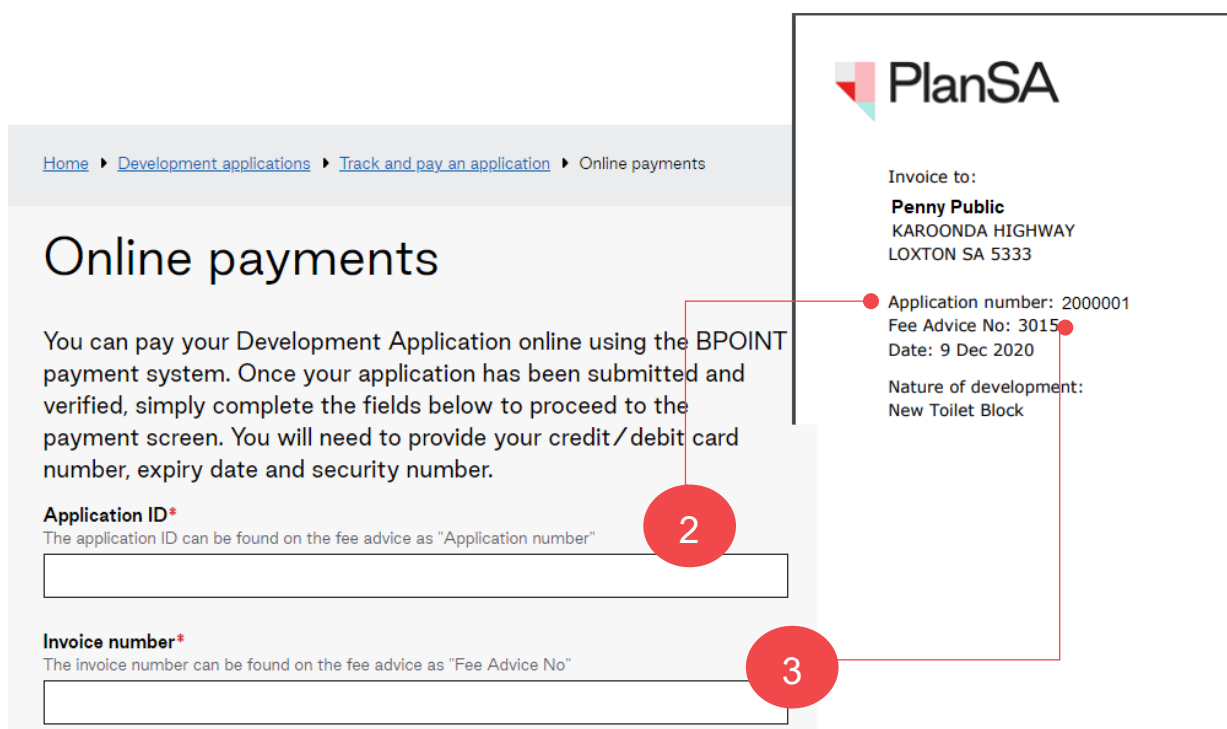 PlanSA
Home Development applications Track and pay an application Online payments
Invoice to:
Penny Public
KAROONDA HIGHWAY
LOXTON SA 5333
Application number: 2000001
Fee Advice No: 3015
Date: 9 Dec 2020
Nature of development:
New Toilet Block
Online payments
You can pay your Development Application online using the BPOINT
payment system. Once your application has been submitted and
verified, simply complete the fields below to proceed to the
payment screen. You will need to provide your credit/debit card
number, expiry date and security number.
Application ID*
The application ID can be found on the fee advice as "Application number"
2
Invoice number*
The invoice number can be found on the fee advice as "Fee Advice No"
3